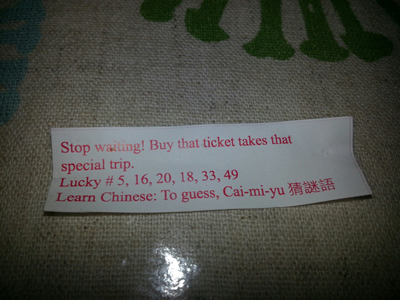 Stop waiting! Buy that ticket takes that
special trip.
Lucky # 5, 16, 20, 18, 33, 49
Learn Chinese: To guess, Cai-mi-yu 猜謎語